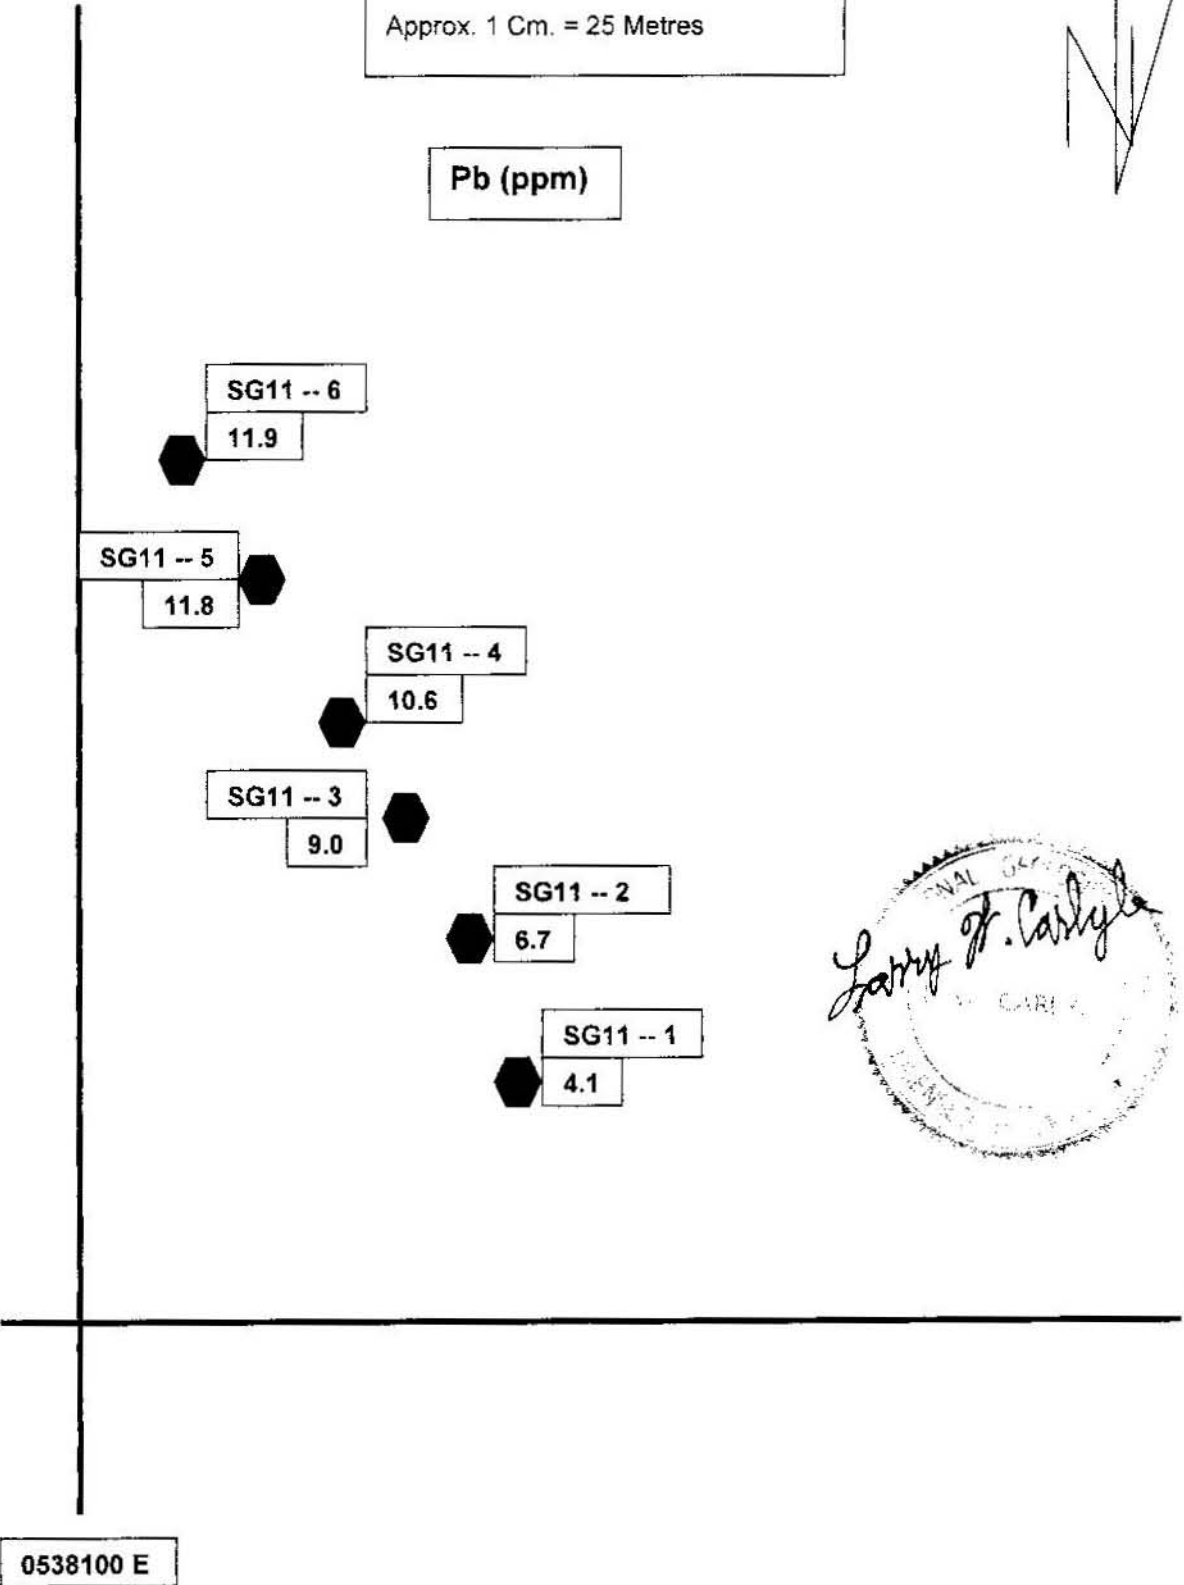 Approx. 1 Cm. = 25 Metres
N
Pb (ppm)
SG11 -- 6
11.9
SG11 -- 5
11.8
SG11 -- 4
10.6
SG11 -- 3
9.0
SG11 -- 2
6.7
SG11 -- 1
4.1
Larry W. Carlyle
0538100 E